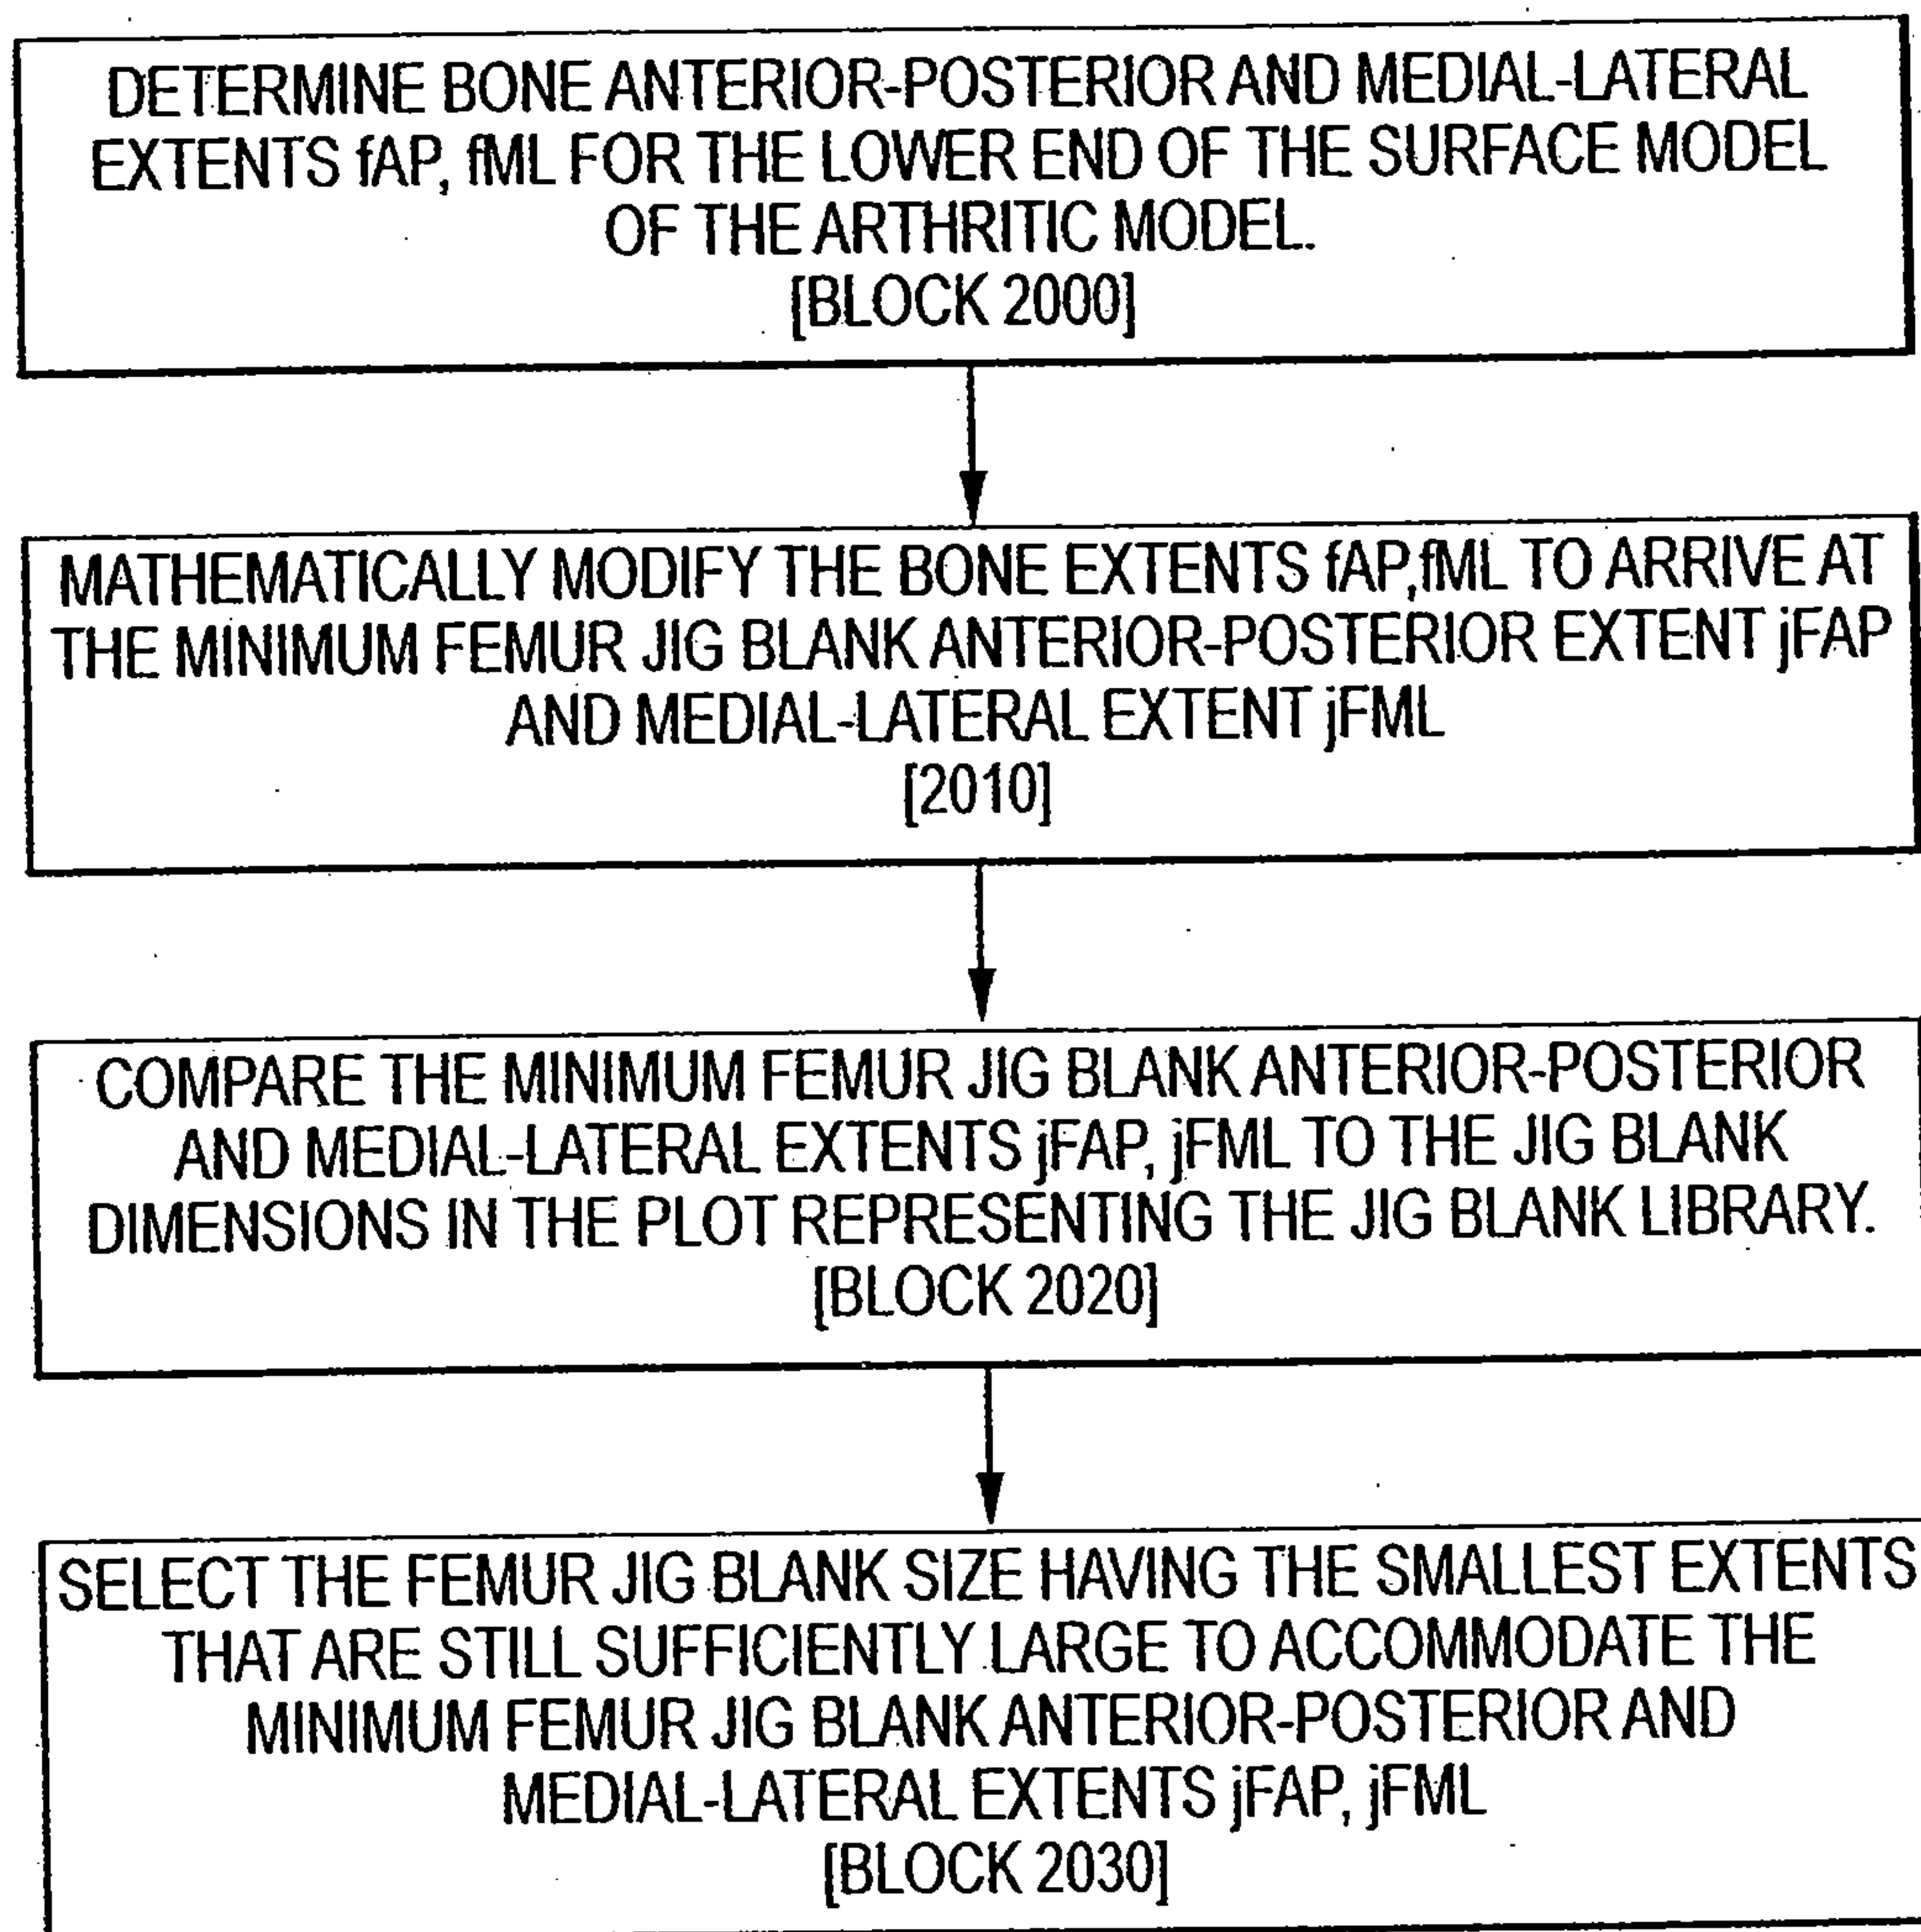 DETERMINE BONE ANTERIOR-POSTERIOR AND MEDIAL-LATERAL
EXTENTS fAP, fML FOR THE LOWER END OF THE SURFACE MODEL
OF THE ARTHRITIC MODEL.
[BLOCK 2000]
MATHEMATICALLY MODIFY THE BONE EXTENTS fAP,fML TO ARRIVE AT
THE MINIMUM FEMUR JIG BLANK ANTERIOR-POSTERIOR EXTENT jFAP
AND MEDIAL-LATERAL EXTENT jFML
[2010]
COMPARE THE MINIMUM FEMUR JIG BLANK ANTERIOR-POSTERIOR
AND MEDIAL-LATERAL EXTENTS jFAP, jFML TO THE JIG BLANK
DIMENSIONS IN THE PLOT REPRESENTING THE JIG BLANK LIBRARY.
[BLOCK 2020]
SELECT THE FEMUR JIG BLANK SIZE HAVING THE SMALLEST EXTENTS
THAT ARE STILL SUFFICIENTLY LARGE TO ACCOMMODATE THE
MINIMUM FEMUR JIG BLANK ANTERIOR-POSTERIOR AND
MEDIAL-LATERAL EXTENTS jFAP, jFML
[BLOCK 2030]